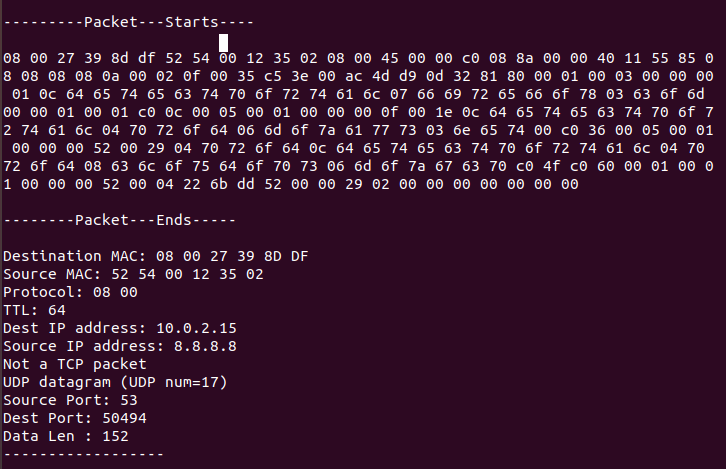 ---------Packet---Starts----
08 00 27 39 8d df 52 54 00 12 35 02 08 00 45 00 00 c0 08 8a 00 00 40 11 55 85 0
8 08 08 08 0a 00 02 0f 00 35 c5 3e 00 ac 4d d9 0d 32 81 80 00 01 00 03 00 00 00
 01 0c 64 65 74 65 63 74 70 6f 72 74 61 6c 07 66 69 72 65 66 6f 78 03 63 6f 6d
00 00 01 00 01 c0 0c 00 05 00 01 00 00 00 0f 00 1e 0c 64 65 74 65 63 74 70 6f 7
2 74 61 6c 04 70 72 6f 64 06 6d 6f 7a 61 77 73 03 6e 65 74 00 c0 36 00 05 00 01
 00 00 00 52 00 29 04 70 72 6f 64 0c 64 65 74 65 63 74 70 6f 72 74 61 6c 04 70
72 6f 64 08 63 6c 6f 75 64 6f 70 73 06 6d 6f 7a 67 63 70 c0 4f c0 60 00 01 00 0
1 00 00 00 52 00 04 22 6b dd 52 00 00 29 02 00 00 00 00 00 00 00
--------Packet---Ends-----
Destination MAC: 08 00 27 39 8D DF
Source MAC: 52 54 00 12 35 02
Protocol: 08 00
TTL: 64
Dest IP address: 10.0.2.15
Source IP address: 8.8.8.8
Not a TCP packet
UDP datagram (UDP num=17)
Source Port: 53
Dest Port: 50494
Data Len : 152
------------------